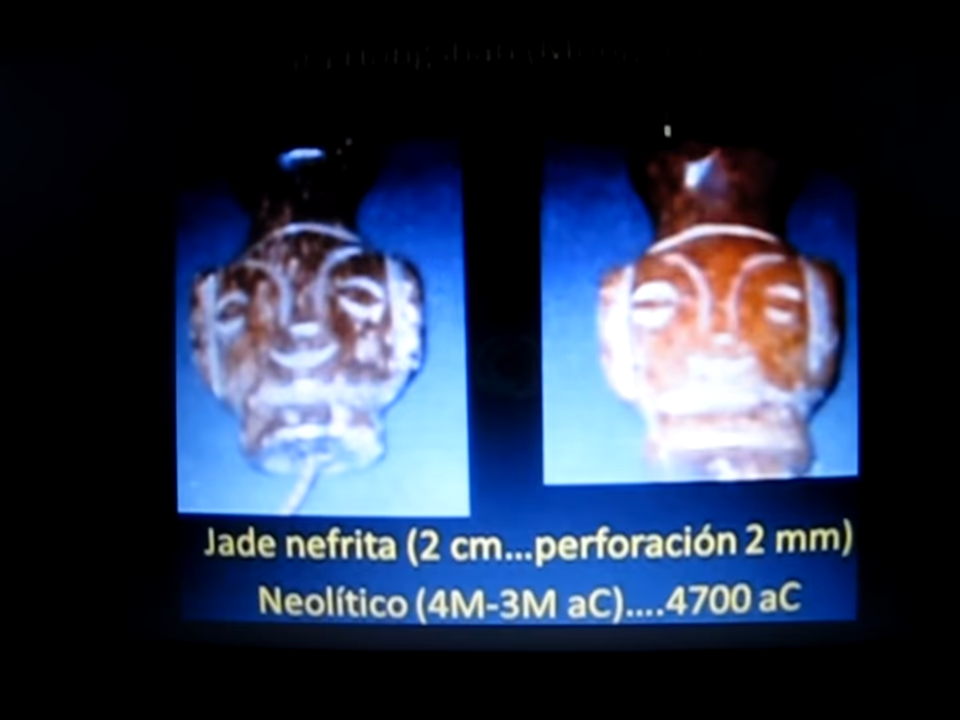 Jade nefrita (2 cm...perforación 2 mm)
Neolítico (4M-3M aC)....4700 aC